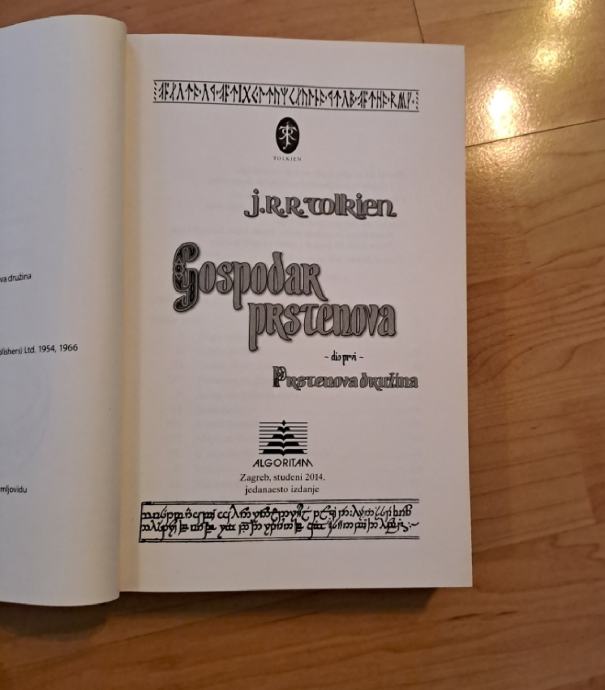 va družina
blishers) Ltd. 1954, 1966
mljovidu
TOLKIEN
J.R.R. Tolkien
Gospodar
prstenova
- dio prvi -
Prstenova družina
ALGORITAM
Zagreb, studeni 2014.
jedanaesto izdanje